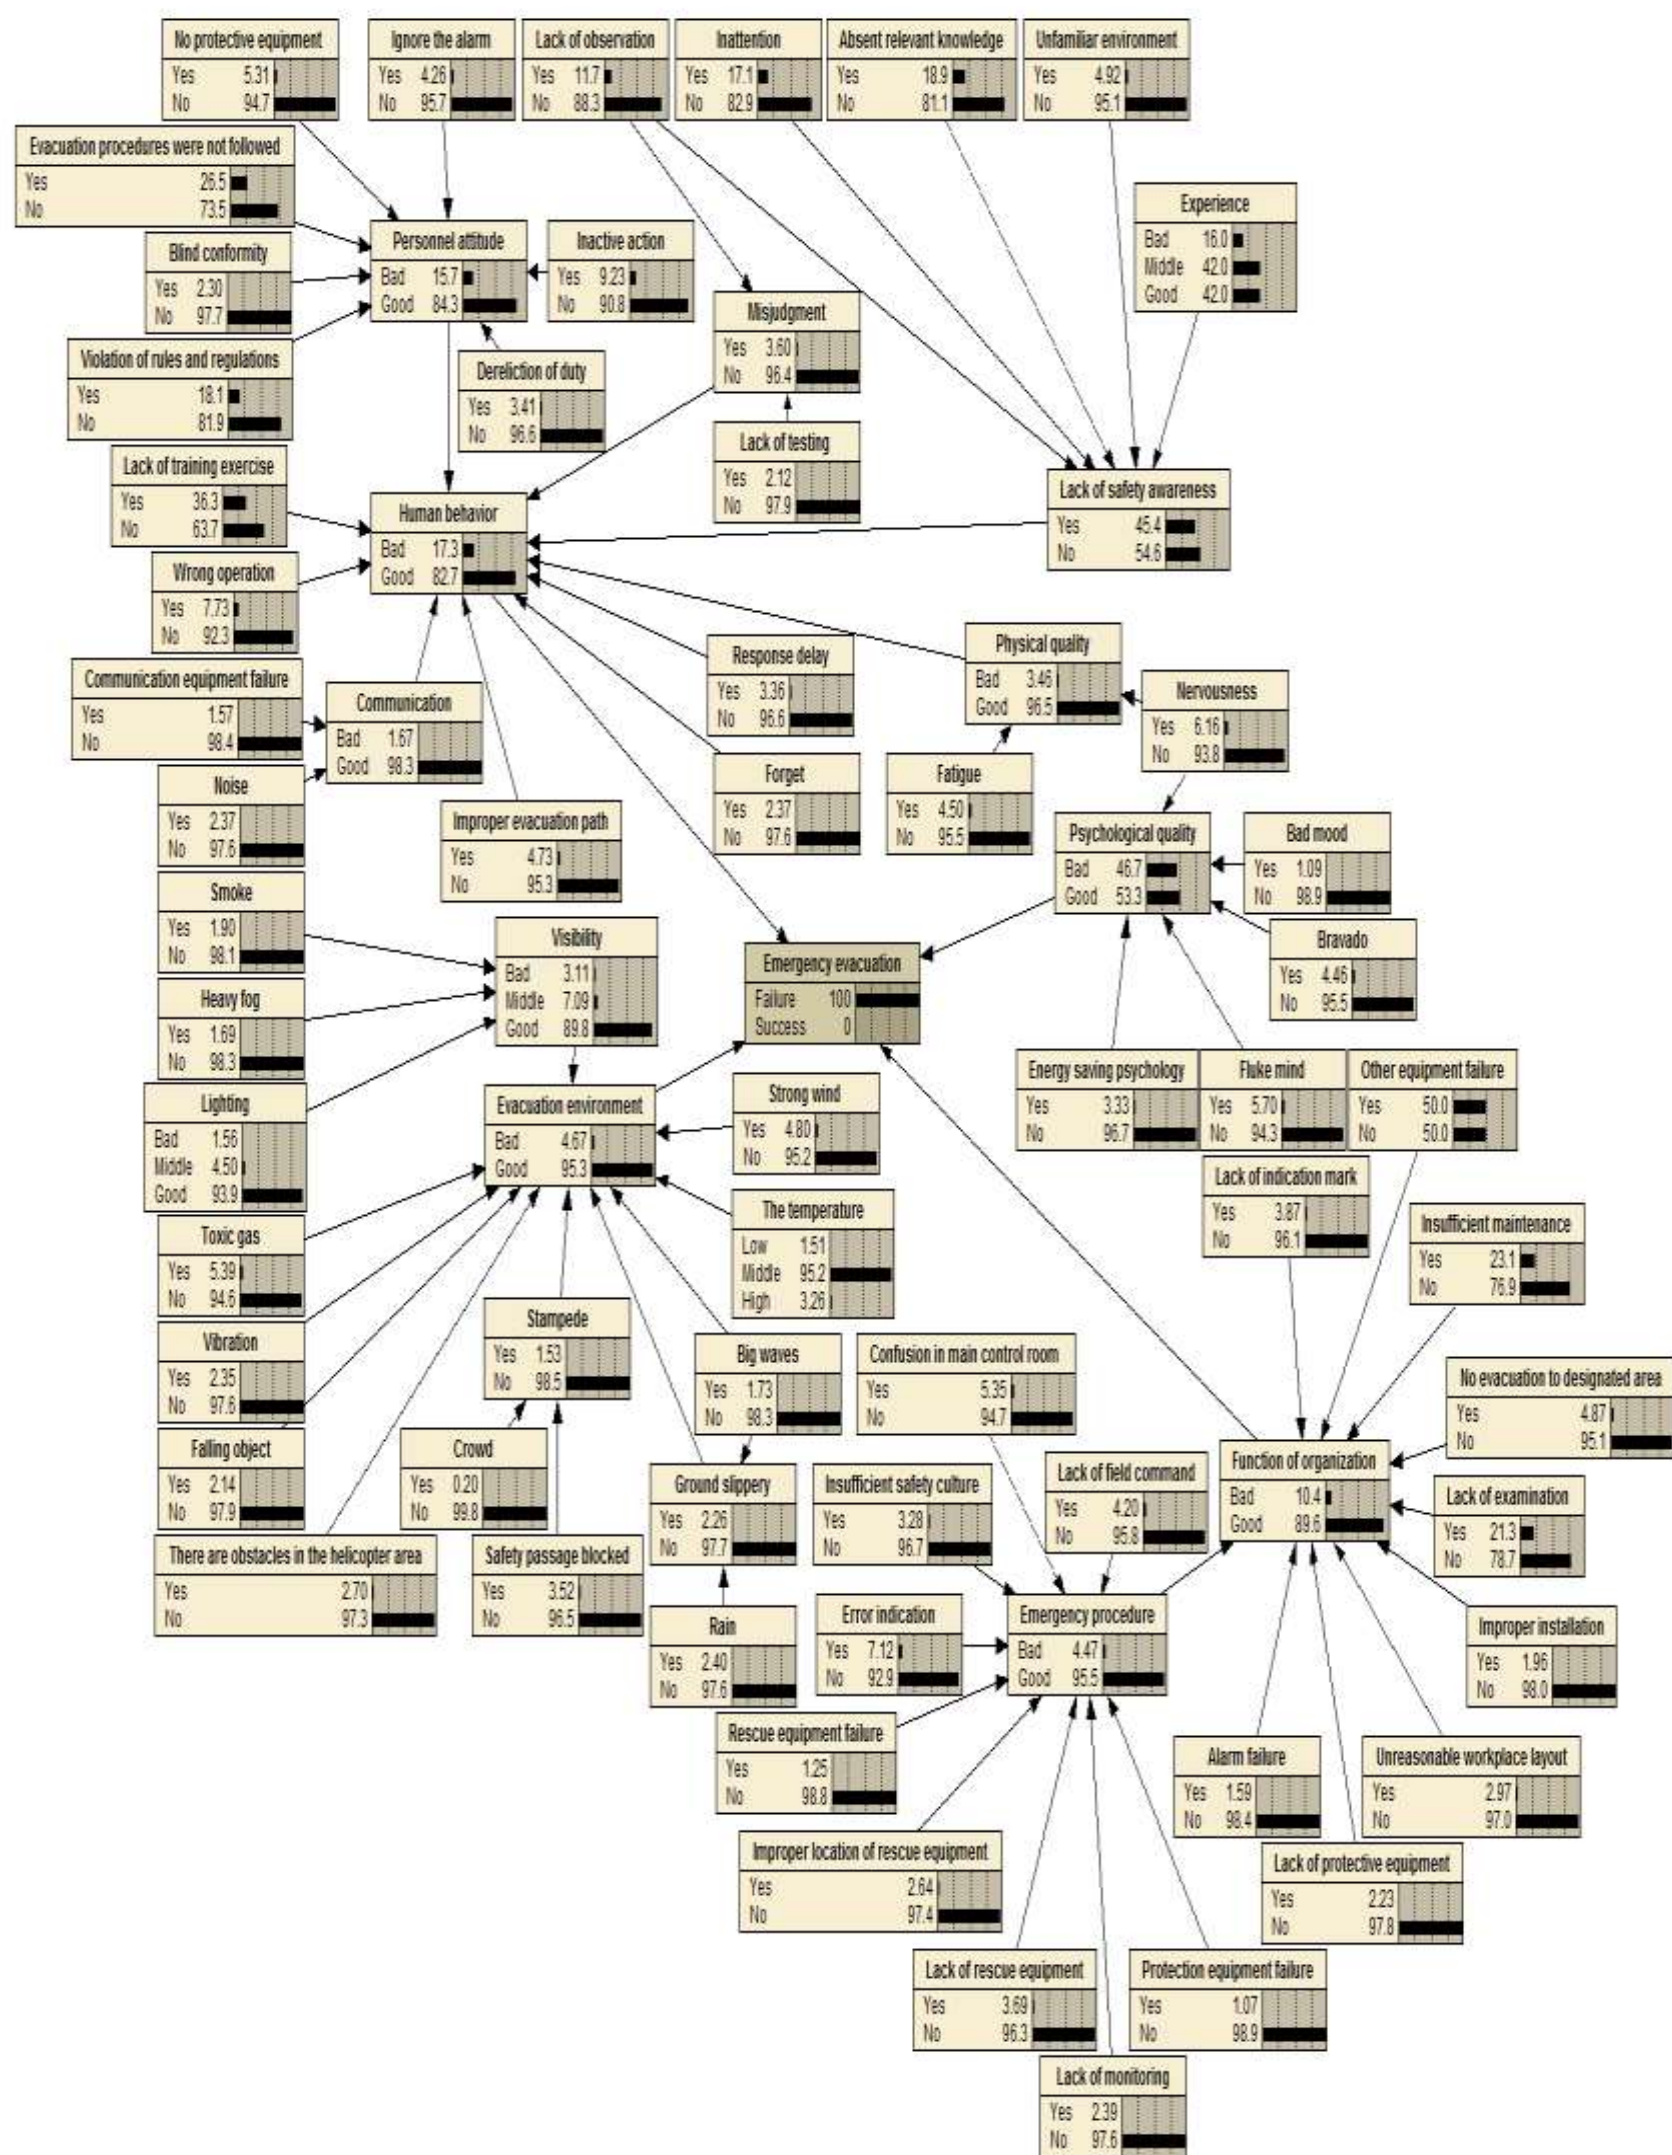 No protective equipment
Yes 5.31
No 94.7
Ignore the alarm
Yes 4.26
No 95.7
Lack of observation
Yes 11.7
No 88.3
Inattention
Yes 17.1
No 82.9
Absent relevant knowledge
Yes 18.9
No 81.1
Unfamiliar environment
Yes 4.92
No 95.1
Evacuation procedures were not followed
Yes 26.5
No 73.5
Experience
Bad 16.0
Middle 42.0
Good 42.0
Blind conformity
Yes 2.30
No 97.7
Personnel attitude
Bad 15.7
Good 84.3
Inactive action
Yes 9.23
No 90.8
Misjudgment
Yes 3.60
No 96.4
Violation of rules and regulations
Yes 18.1
No 81.9
Dereliction of duty
Yes 3.41
No 96.6
Lack of testing
Yes 2.12
No 97.9
Lack of training exercise
Yes 36.3
No 63.7
Human behavior
Bad 17.3
Good 82.7
Lack of safety awareness
Yes 45.4
No 54.6
Wrong operation
Yes 7.73
No 92.3
Response delay
Yes 3.36
No 96.6
Physical quality
Bad 3.46
Good 96.5
Nervousness
Yes 6.16
No 93.8
Communication equipment failure
Yes 1.57
No 98.4
Communication
Bad 1.67
Good 98.3
Noise
Yes 2.37
No 97.6
Improper evacuation path
Yes 4.73
No 95.3
Forget
Yes 2.37
No 97.6
Fatigue
Yes 4.50
No 95.5
Psychological quality
Bad 46.7
Good 53.3
Bad mood
Yes 1.09
No 98.9
Smoke
Yes 1.90
No 98.1
Visibility
Bad 3.11
Middle 7.09
Good 89.8
Emergency evacuation
Failure 100
Success 0
Bravado
Yes 4.46
No 95.5
Heavy fog
Yes 1.69
No 98.3
Energy saving psychology
Yes 3.33
No 96.7
Fluke mind
Yes 5.70
No 94.3
Other equipment failure
Yes 50.0
No 50.0
Lighting
Bad 1.56
Middle 4.50
Good 93.9
Evacuation environment
Bad 4.67
Good 95.3
Strong wind
Yes 4.80
No 95.2
Lack of indication mark
Yes 3.87
No 96.1
The temperature
Low 1.51
Middle 95.2
High 3.26
Insufficient maintenance
Yes 23.1
No 76.9
Toxic gas
Yes 5.39
No 94.6
Vibration
Yes 2.35
No 97.6
Stampede
Yes 1.53
No 98.5
Big waves
Yes 1.73
No 98.3
Confusion in main control room
Yes 5.35
No 94.7
No evacuation to designated area
Yes 4.87
No 95.1
Falling object
Yes 2.14
No 97.9
Crowd
Yes 0.20
No 99.8
Ground slippery
Yes 2.26
No 97.7
Insufficient safety culture
Yes 3.28
No 96.7
Lack of field command
Yes 4.20
No 95.8
Function of organization
Bad 10.4
Good 89.6
Lack of examination
Yes 21.3
No 78.7
There are obstacles in the helicopter area
Yes 2.70
No 97.3
Safety passage blocked
Yes 3.52
No 96.5
Rain
Yes 2.40
No 97.6
Error indication
Yes 7.12
No 92.9
Emergency procedure
Bad 4.47
Good 95.5
Improper installation
Yes 1.96
No 98.0
Rescue equipment failure
Yes 1.25
No 98.8
Alarm failure
Yes 1.59
No 98.4
Unreasonable workplace layout
Yes 2.97
No 97.0
Improper location of rescue equipment
Yes 2.64
No 97.4
Lack of protective equipment
Yes 2.23
No 97.8
Lack of rescue equipment
Yes 3.69
No 96.3
Protection equipment failure
Yes 1.07
No 98.9
Lack of monitoring
Yes 2.39
No 97.6